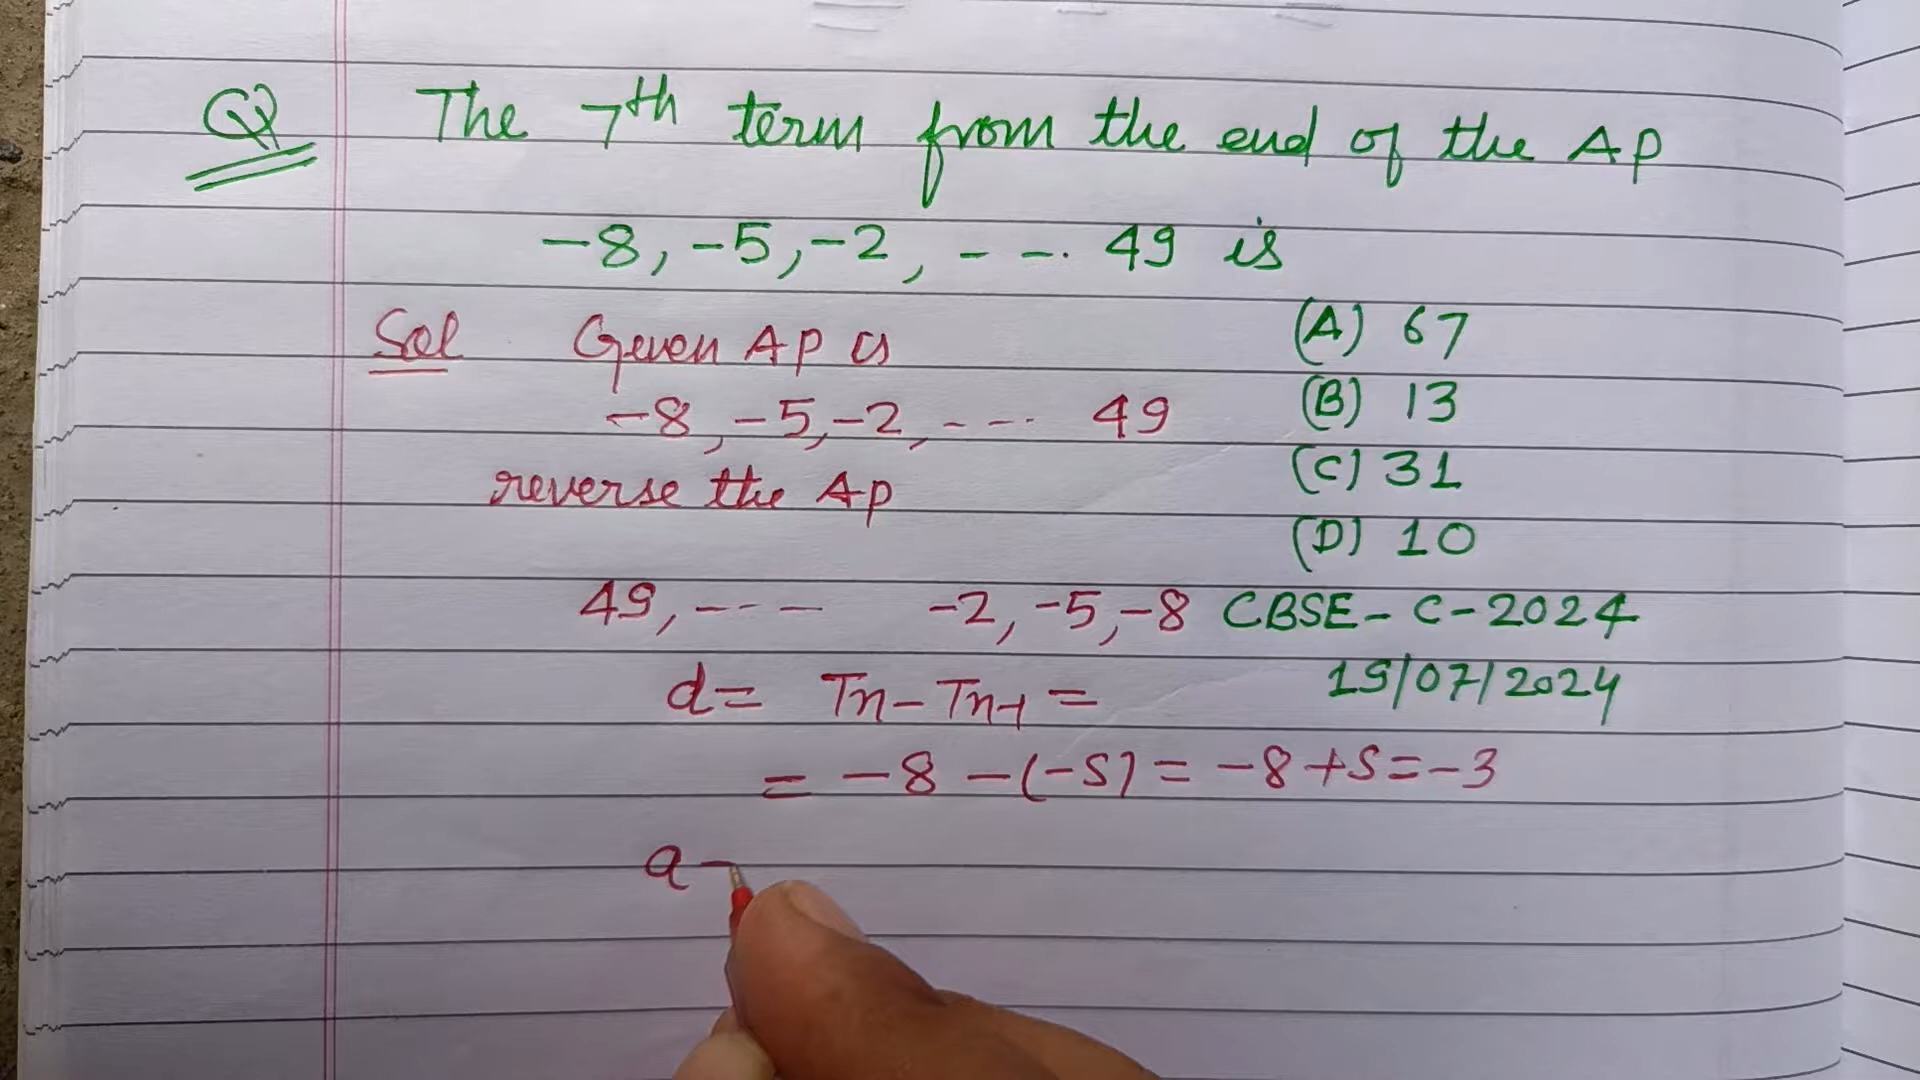 Q The 7th term from the end of the AP
-8, -5, -2, - - . 49 is
Sol Given AP is
(A) 67
-8, -5, -2, - - - 49
(B) 13
reverse the AP
(C) 31
(D) 10
49, - - - -2, -5, -8
CBSE - C - 2024
d = Tn - Tn-1 =
19/07/2024
= -8 - (-5) = -8 + 5 = -3
a -